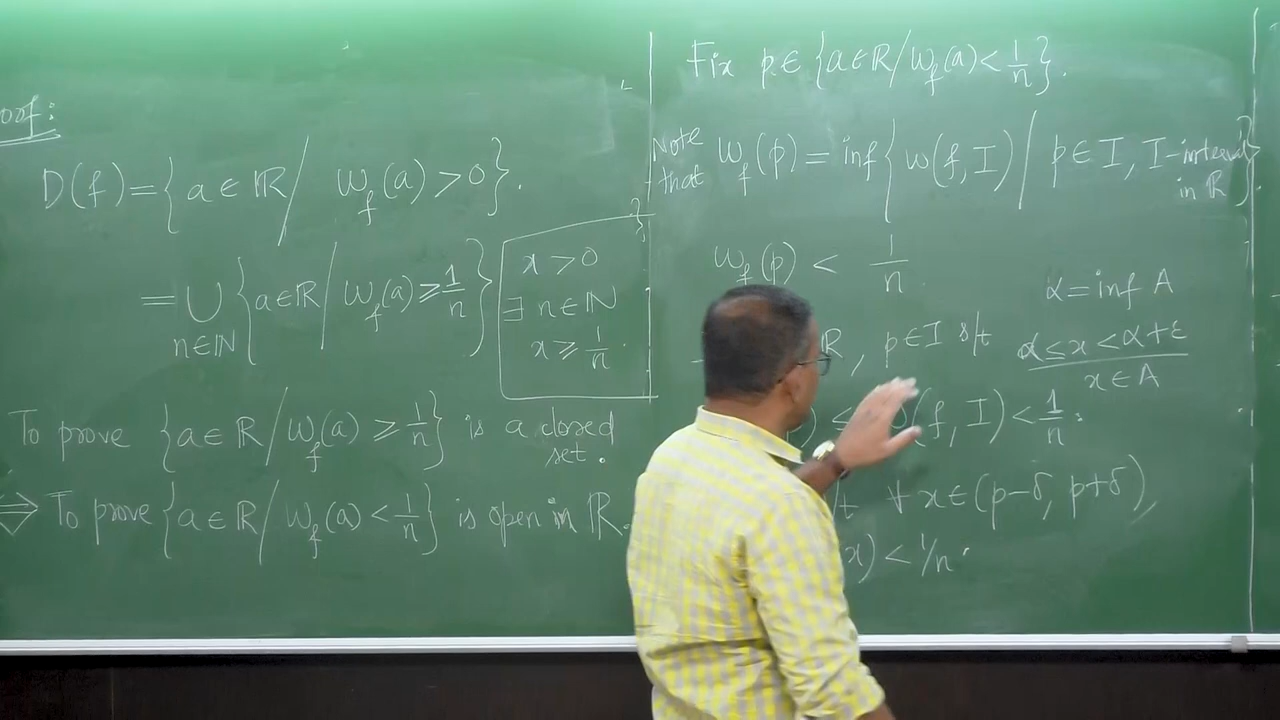 oof:
D(f) = {a ∈ ℝ / W_f(a) > 0}.
= ∪_{n∈ℕ} {a∈ℝ / W_f(a) ≥ 1/n}
x > 0
∃ n ∈ ℕ
x ≥ 1/n.
To prove {a ∈ ℝ / W_f(a) ≥ 1/n} is a closed set.
⇔ To prove {a ∈ ℝ / W_f(a) < 1/n} is open in ℝ.
Fix p ∈ {a∈ℝ / W_f(a) < 1/n}.
Note that W_f(p) = inf {w(f, I) / p ∈ I, I-interval in ℝ}.
W_f(p) < 1/n.
ℝ, p∈I s/t
α = inf A
α ≤ x < α+ε
x ∈ A
) ≤ (f, I) < 1/n.
t ∀ x ∈ (p−δ, p+δ),
x) < 1/n.